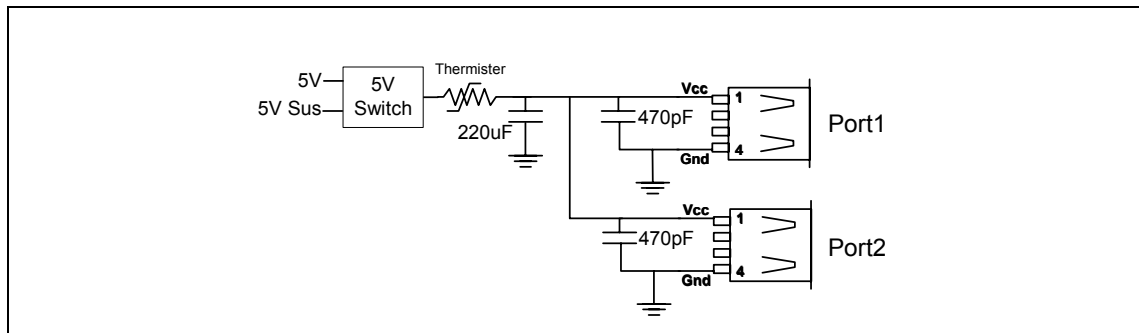 Thermister
5V
5V Sus
5V
Switch
220uF
470pF
Vcc
1
4
Gnd
Port1
470pF
Vcc
1
4
Gnd
Port2